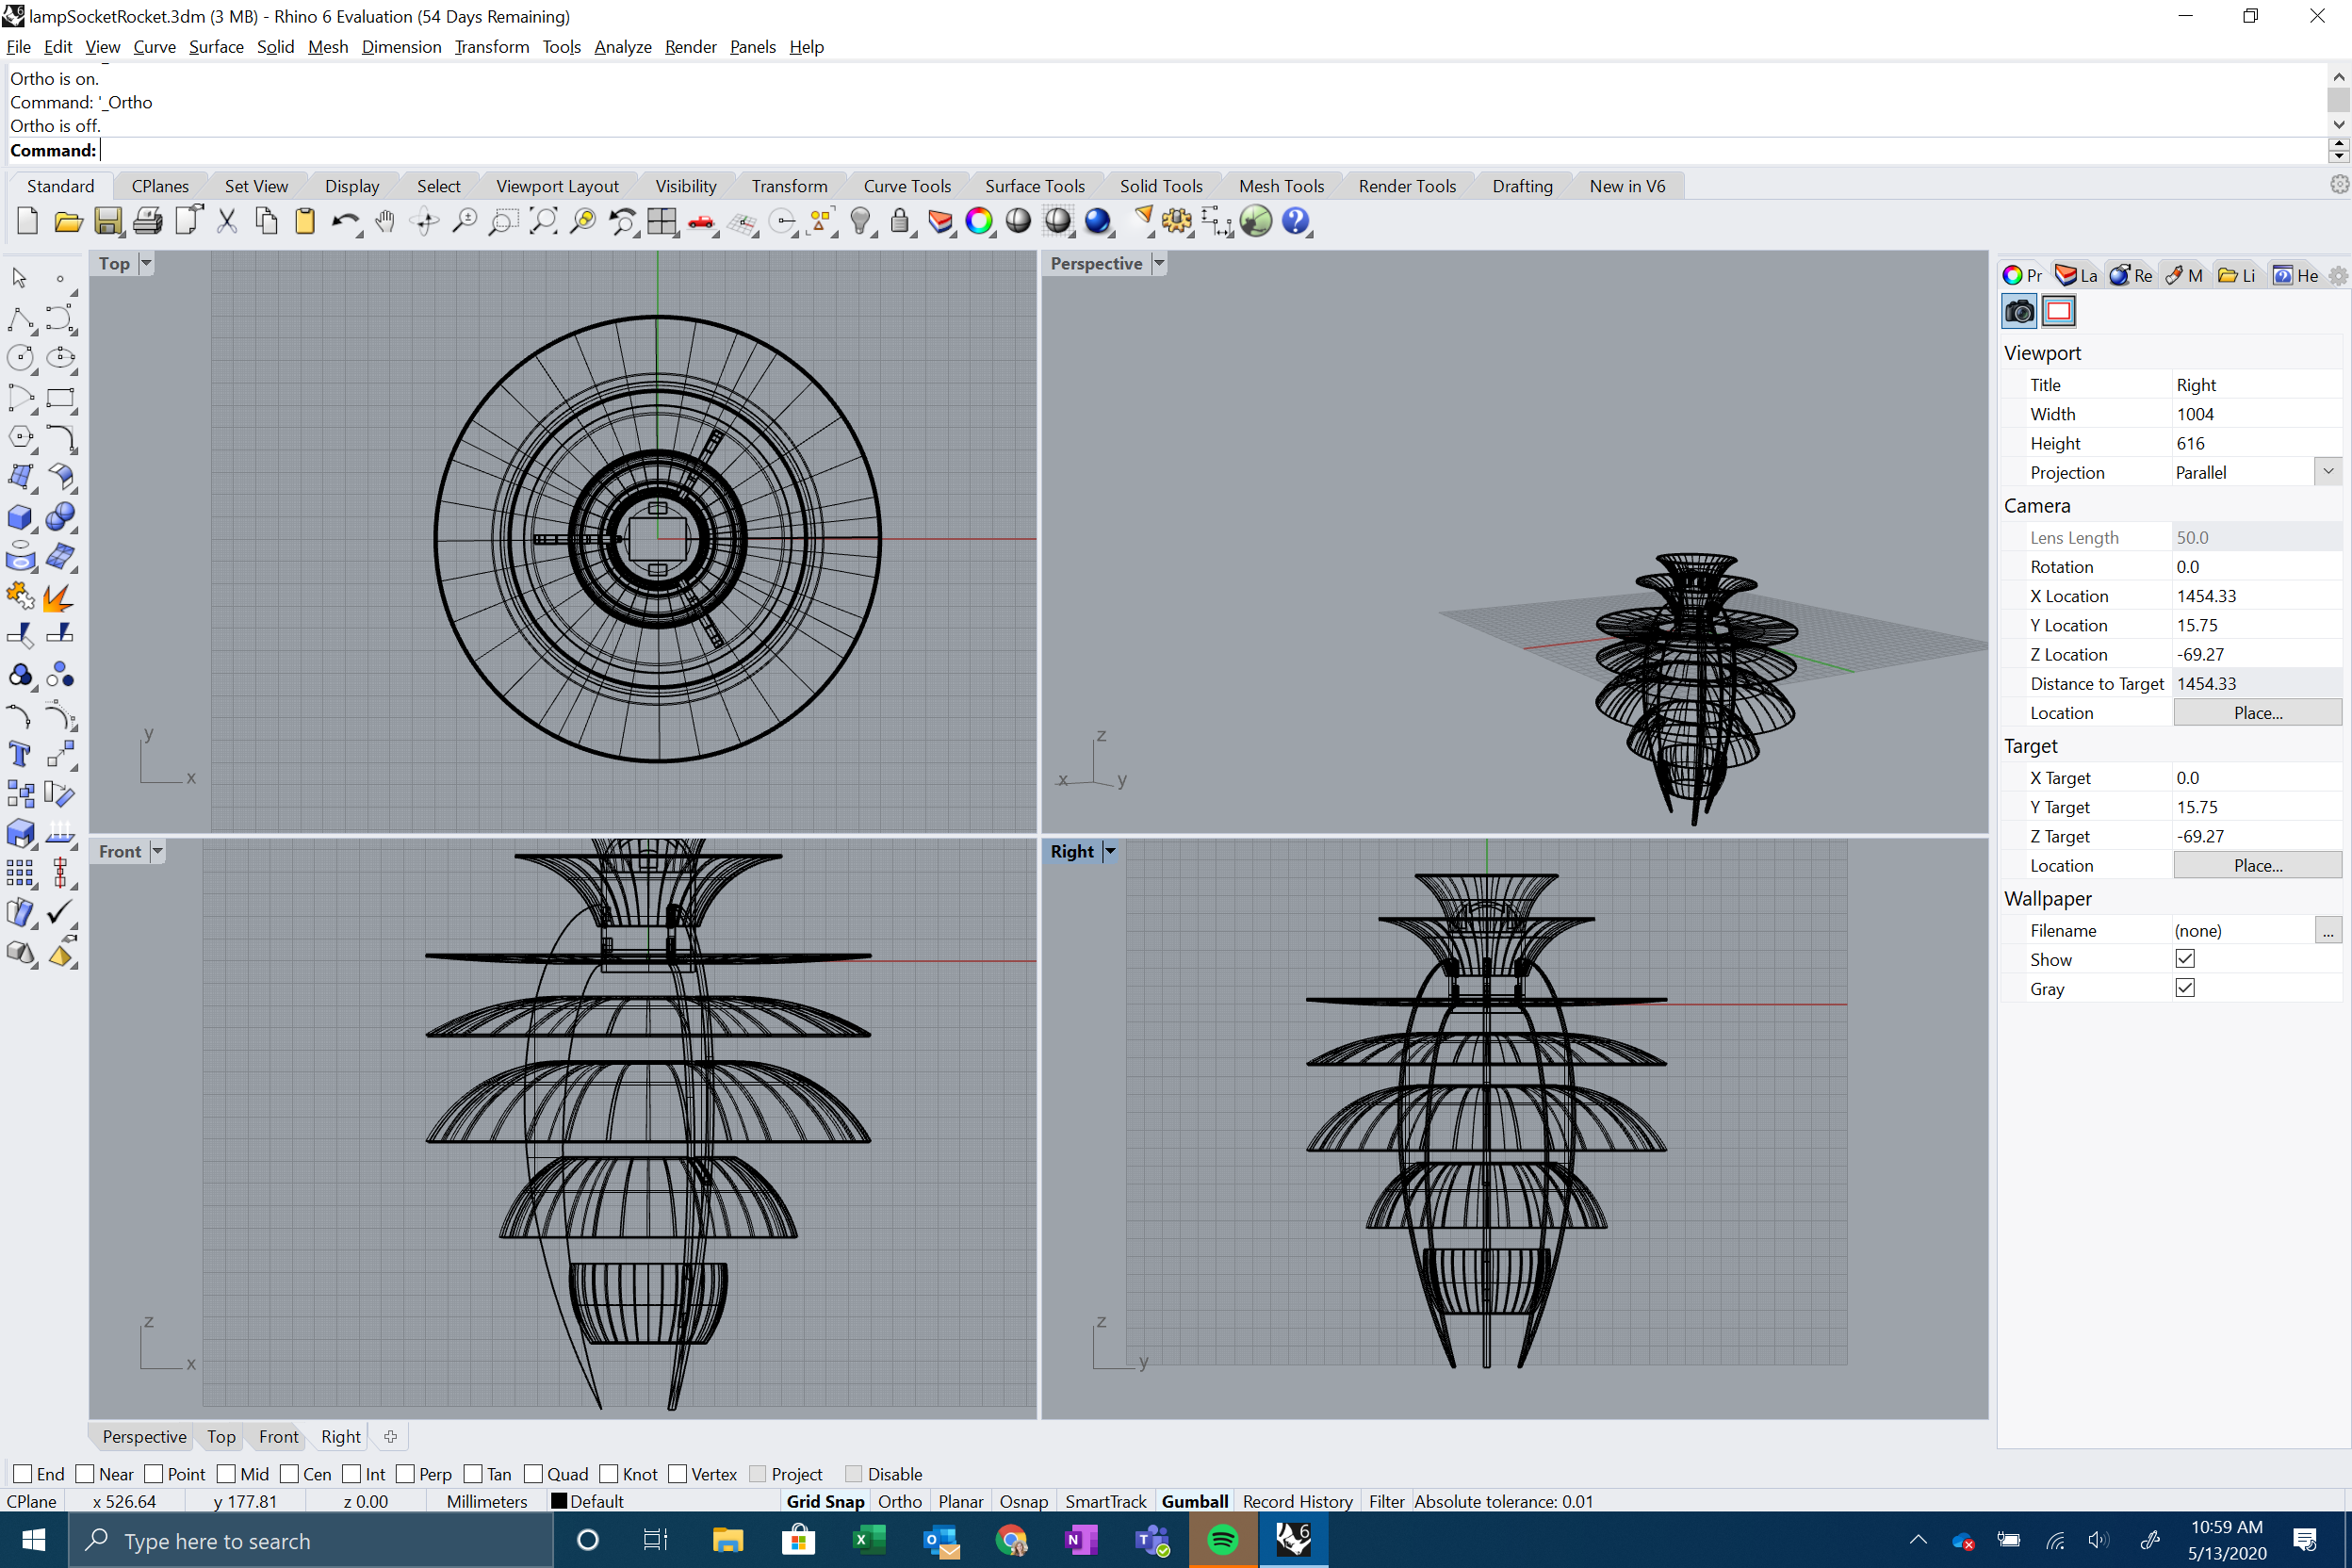 lampSocketRocket.3dm (3 MB) - Rhino 6 Evaluation (54 Days Remaining)
File Edit View Curve Surface Solid Mesh Dimension Transform Tools Analyze Render Panels Help
Ortho is on.
Command: '_Ortho
Ortho is off.
Command:
Standard CPlanes Set View Display Select Viewport Layout Visibility Transform Curve Tools Surface Tools Solid Tools Mesh Tools Render Tools Drafting New in V6
Top
y
x
Perspective
z
x
y
Front
z
x
Right
z
y
Pr La Re M Li He
Viewport
Title Right
Width 1004
Height 616
Projection Parallel
Camera
Lens Length 50.0
Rotation 0.0
X Location 1454.33
Y Location 15.75
Z Location -69.27
Distance to Target 1454.33
Location Place...
Target
X Target 0.0
Y Target 15.75
Z Target -69.27
Location Place...
Wallpaper
Filename (none) ...
Show
Gray
Perspective Top Front Right
End Near Point Mid Cen Int Perp Tan Quad Knot Vertex Project Disable
CPlane x 526.64 y 177.81 z 0.00 Millimeters Default Grid Snap Ortho Planar Osnap SmartTrack Gumball Record History Filter Absolute tolerance: 0.01
Type here to search
10:59 AM
5/13/2020